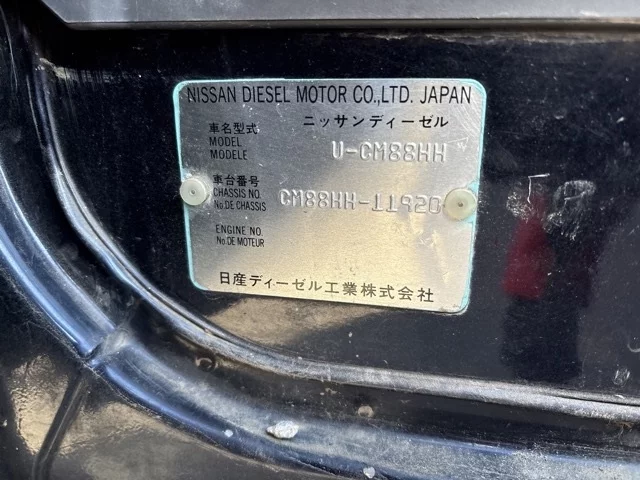 NISSAN DIESEL MOTOR CO.,LTD. JAPAN
ニッサンディーゼル
車名型式
MODEL
MODELE
U-CM88HH
車台番号
CHASSIS NO.
No.DE CHASSIS
CM88HH-11920
ENGINE NO.
No.DE MOTEUR
日産ディーゼル工業株式会社